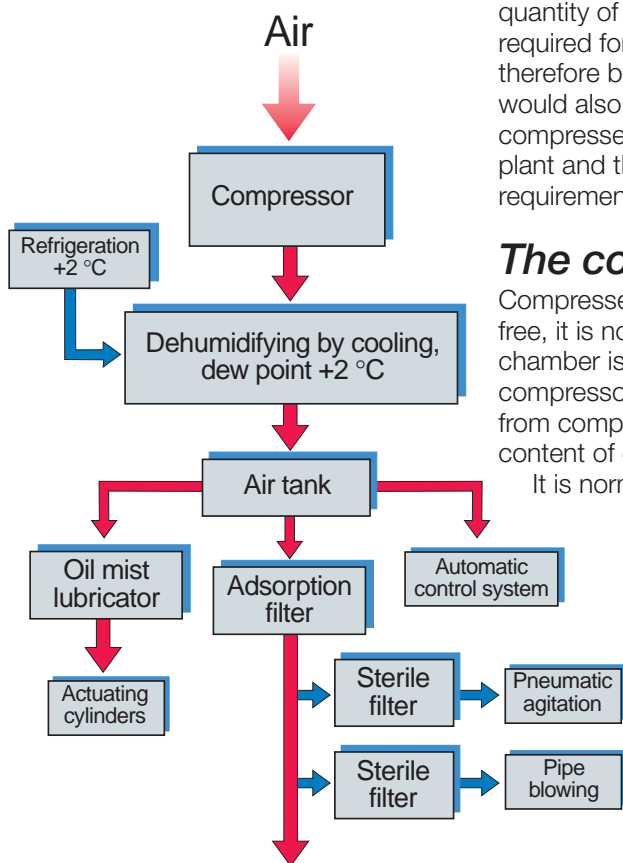 Air
Compressor
Refrigeration
+2 °C
Dehumidifying by cooling,
dew point +2 °C
Air tank
Oil mist
lubricator
Adsorption
filter
Automatic
control system
Actuating
cylinders
Sterile
filter
Pneumatic
agitation
Sterile
filter
Pipe
blowing
quantity of
required for
therefore b
would also
compresse
plant and th
requiremen
The co
Compresse
free, it is no
chamber is
compresso
from comp
content of
It is norr